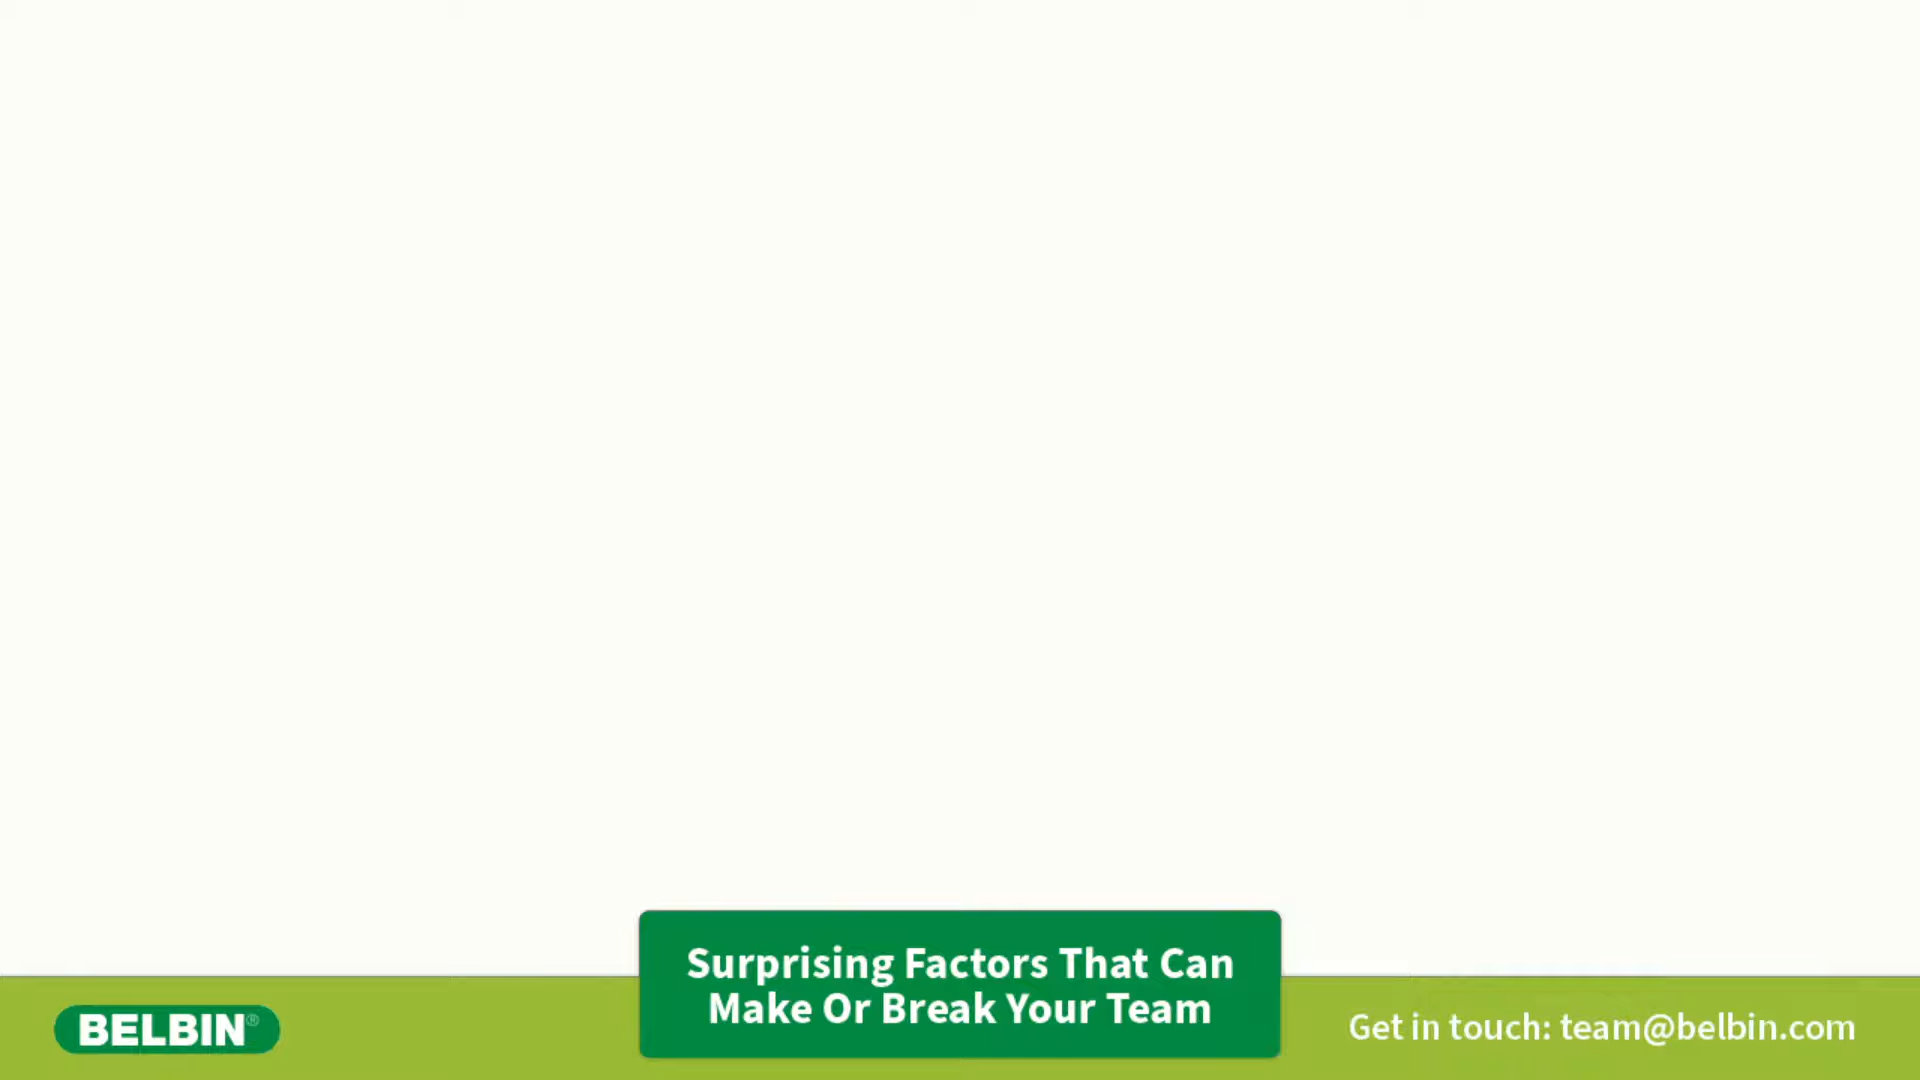 Surprising Factors That Can
Make Or Break Your Team
BELBIN®
Get in touch: team@belbin.com